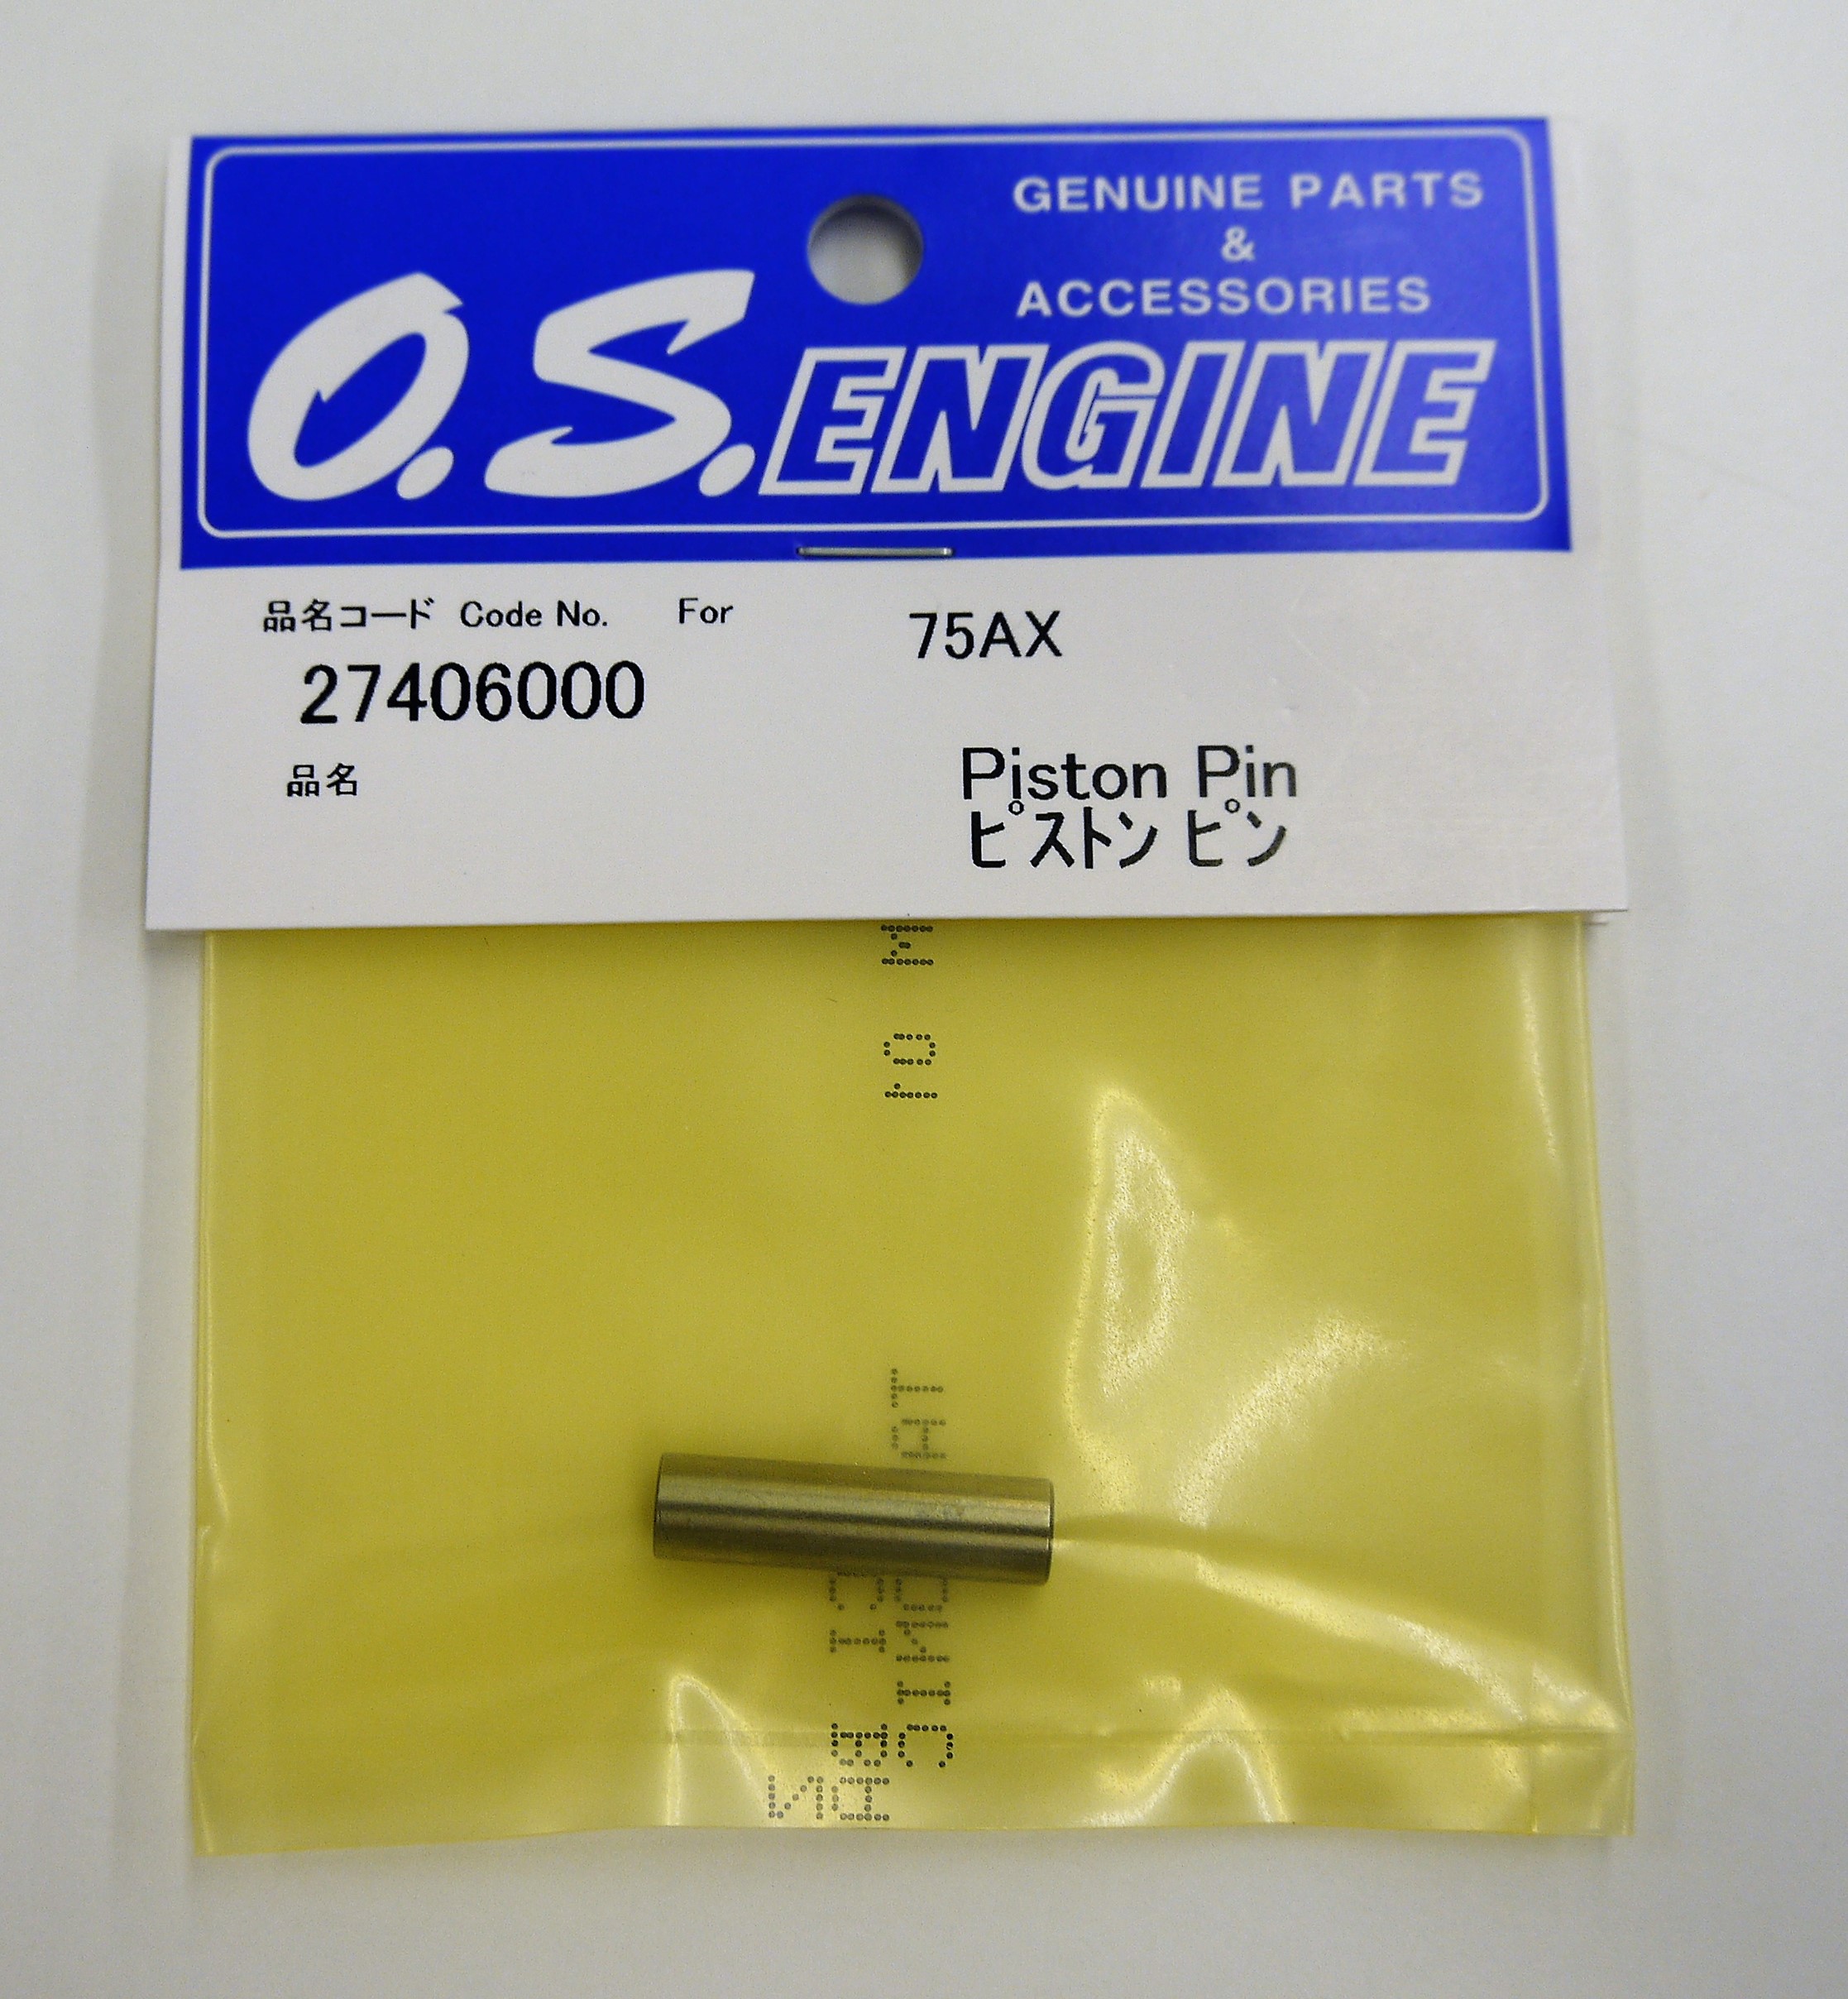 GENUINE PARTS
&
ACCESSORIES
O.S.ENGINE
品名コード Code No. For 75AX
27406000
品名 Piston Pin
ピストン ピン